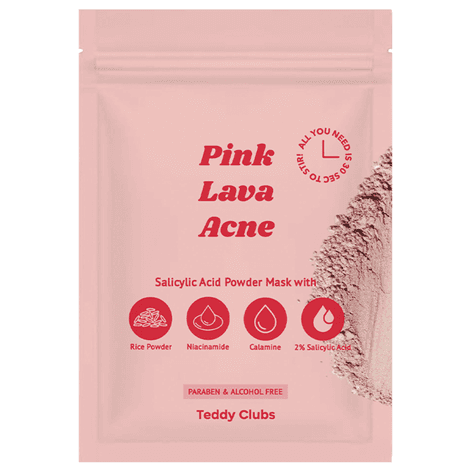 Pink
Lava
Acne
ALL YOU NEED IS 30 SEC TO STIR!
Salicylic Acid Powder Mask with
Rice Powder
Niacinamide
Calamine
2% Salicylic Acid
PARABEN & ALCOHOL FREE
Teddy Clubs